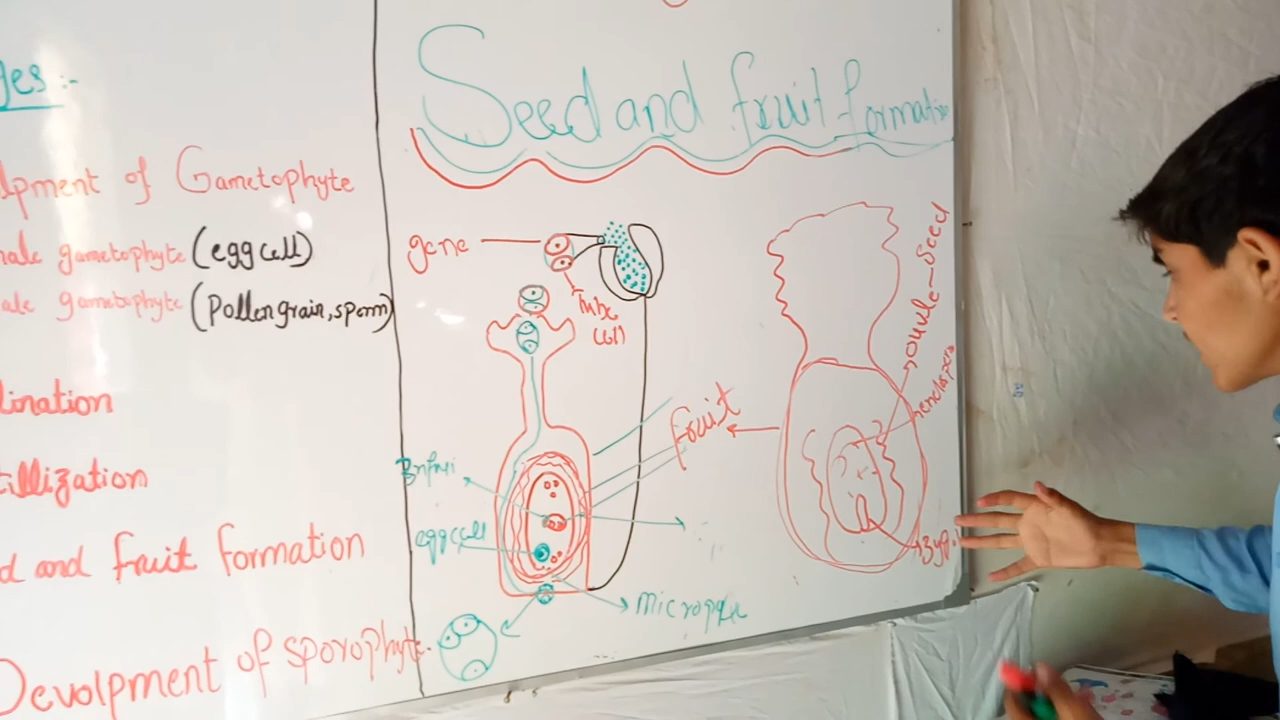 ges :-
lpment of Gametophyte
male gametophyte (egg cell)
ale gametophyte (Pollen grain, sperm)
lination
tillization
d and fruit formation
Devolpment of sporophyte.
Seed and fruit formation
gene
Tube
cell
fruit
egg cell
micropyle
ovule-seed